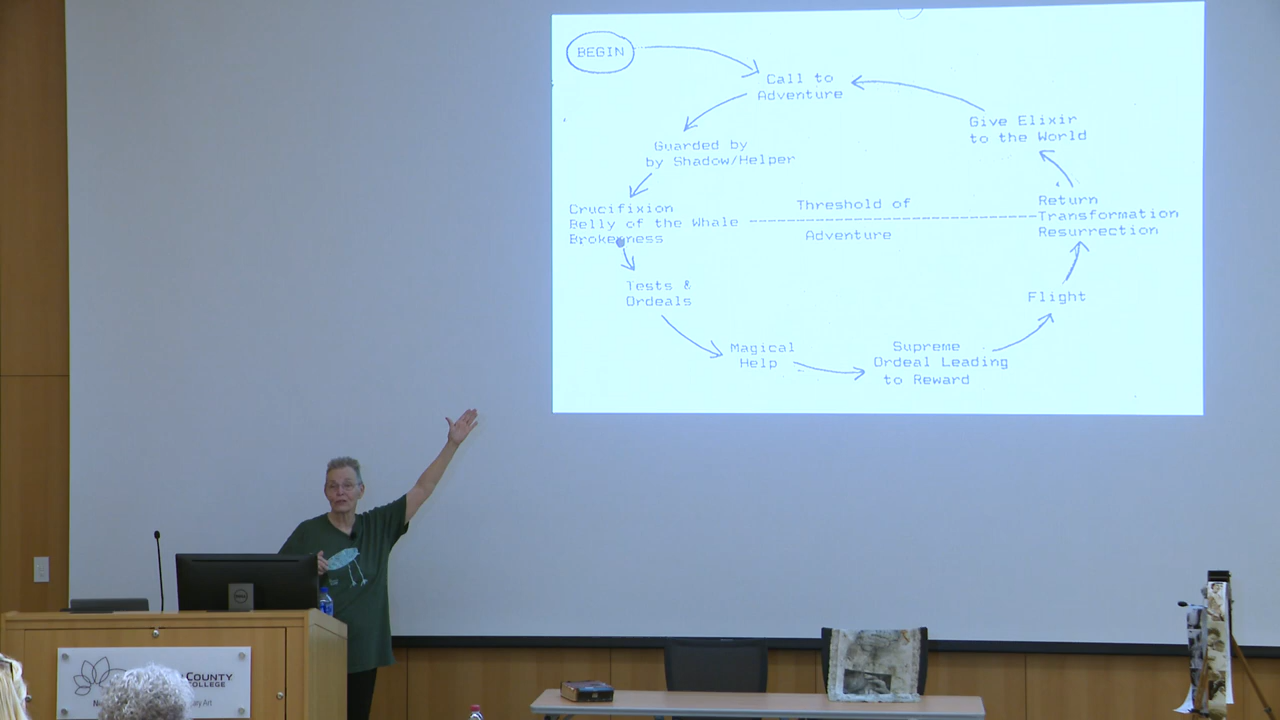 BEGIN
Call to
Adventure
Give Elixir
to the World
Guarded by
by Shadow/Helper
Crucifixion
Belly of the Whale
Brokenness
Threshold of
Adventure
Return
Transformation
Resurrection
Tests &
Ordeals
Flight
Magical
Help
Supreme
Ordeal Leading
to Reward
DELL
COUNTY
COLLEGE
Art